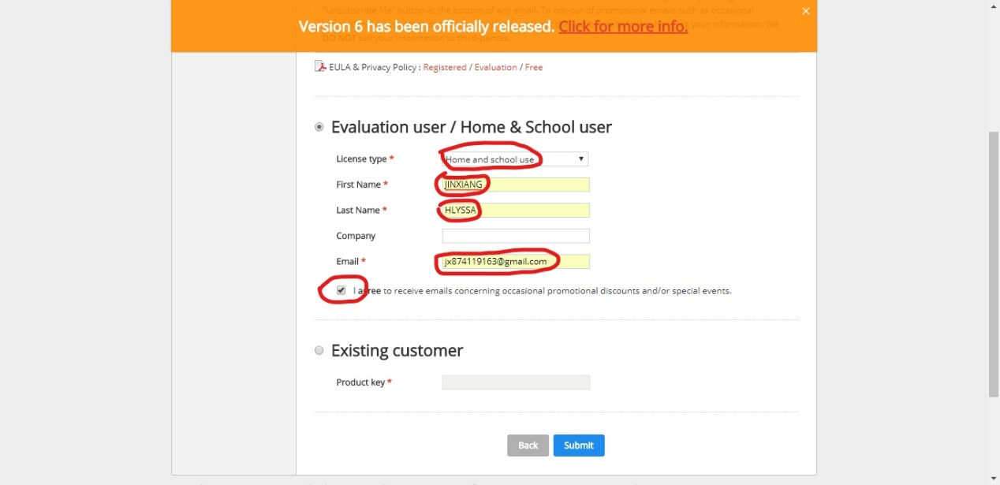 "Unsubscribe Me" button at the bottom of any email. To opt-out of promotional emails such as occasional
×
Version 6 has been officially released. Click for more info.
your information. We
DO NOT sell your information to third-parties.
EULA & Privacy Policy : Registered / Evaluation / Free
Evaluation user / Home & School user
License type * Home and school use
First Name * JINXIANG
Last Name * HLYSSA
Company
Email * jx874119163@gmail.com
I agree to receive emails concerning occasional promotional discounts and/or special events.
Existing customer
Product key *
Back Submit